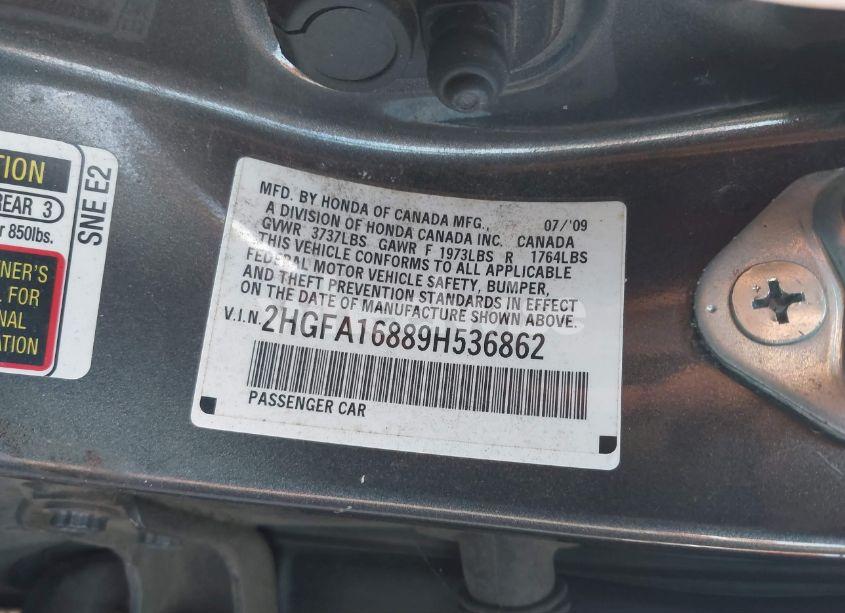 TION
REAR 3
850lbs.
NER'S
L FOR
NAL
ATION
SNE E2
MFD. BY HONDA OF CANADA MFG., 07/'09
A DIVISION OF HONDA CANADA INC. CANADA
GVWR 3737LBS GAWR F 1973LBS R 1764LBS
THIS VEHICLE CONFORMS TO ALL APPLICABLE
FEDERAL MOTOR VEHICLE SAFETY, BUMPER,
AND THEFT PREVENTION STANDARDS IN EFFECT
ON THE DATE OF MANUFACTURE SHOWN ABOVE.
V.I.N. 2HGFA16889H536862
PASSENGER CAR